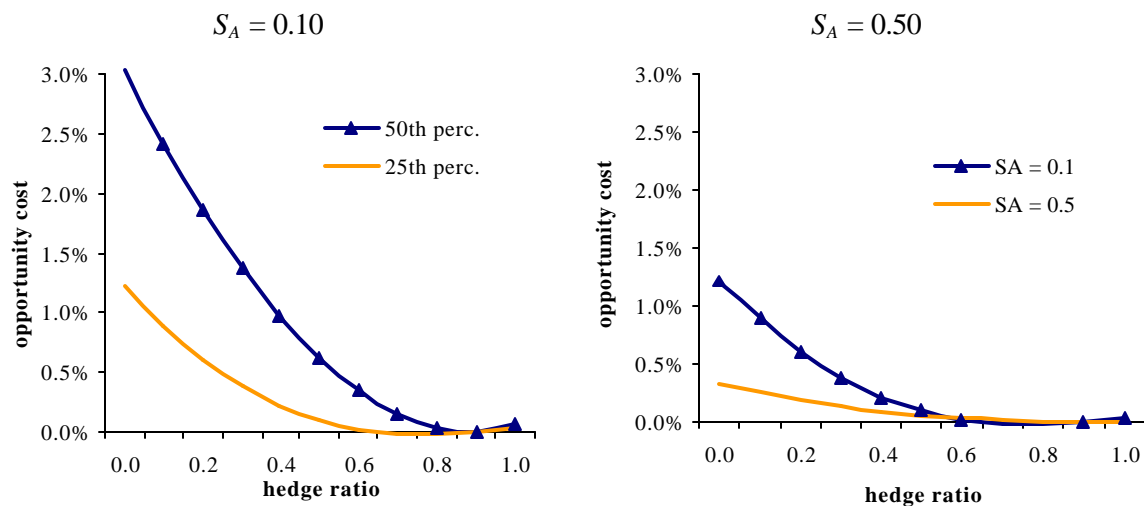 S_A = 0.10
3.0%
2.5%
2.0%
1.5%
1.0%
0.5%
0.0%
opportunity cost
50th perc.
25th perc.
0.0 0.2 0.4 0.6 0.8 1.0
hedge ratio
S_A = 0.50
3.0%
2.5%
2.0%
1.5%
1.0%
0.5%
0.0%
opportunity cost
SA = 0.1
SA = 0.5
0.0 0.2 0.4 0.6 0.8 1.0
hedge ratio